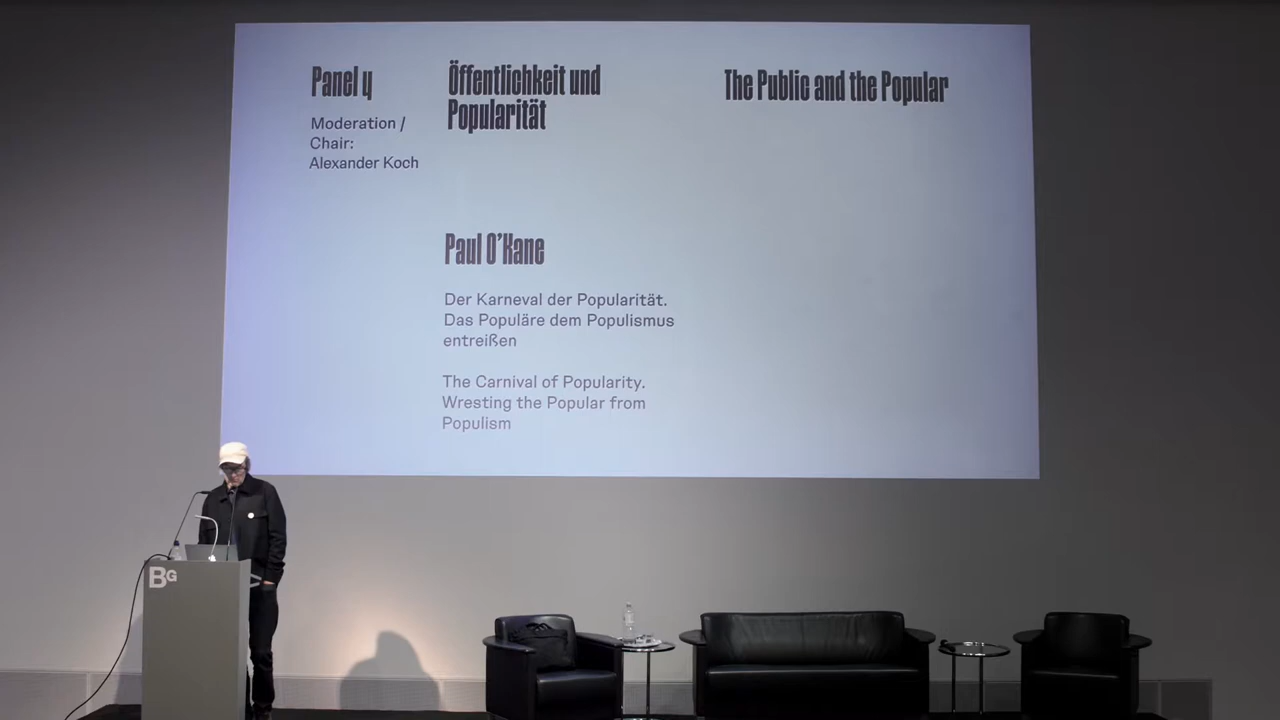 Panel 4
Moderation /
Chair:
Alexander Koch
Öffentlichkeit und
Popularität
The Public and the Popular
Paul O'Kane
Der Karneval der Popularität.
Das Populäre dem Populismus
entreißen
The Carnival of Popularity.
Wresting the Popular from
Populism
BG